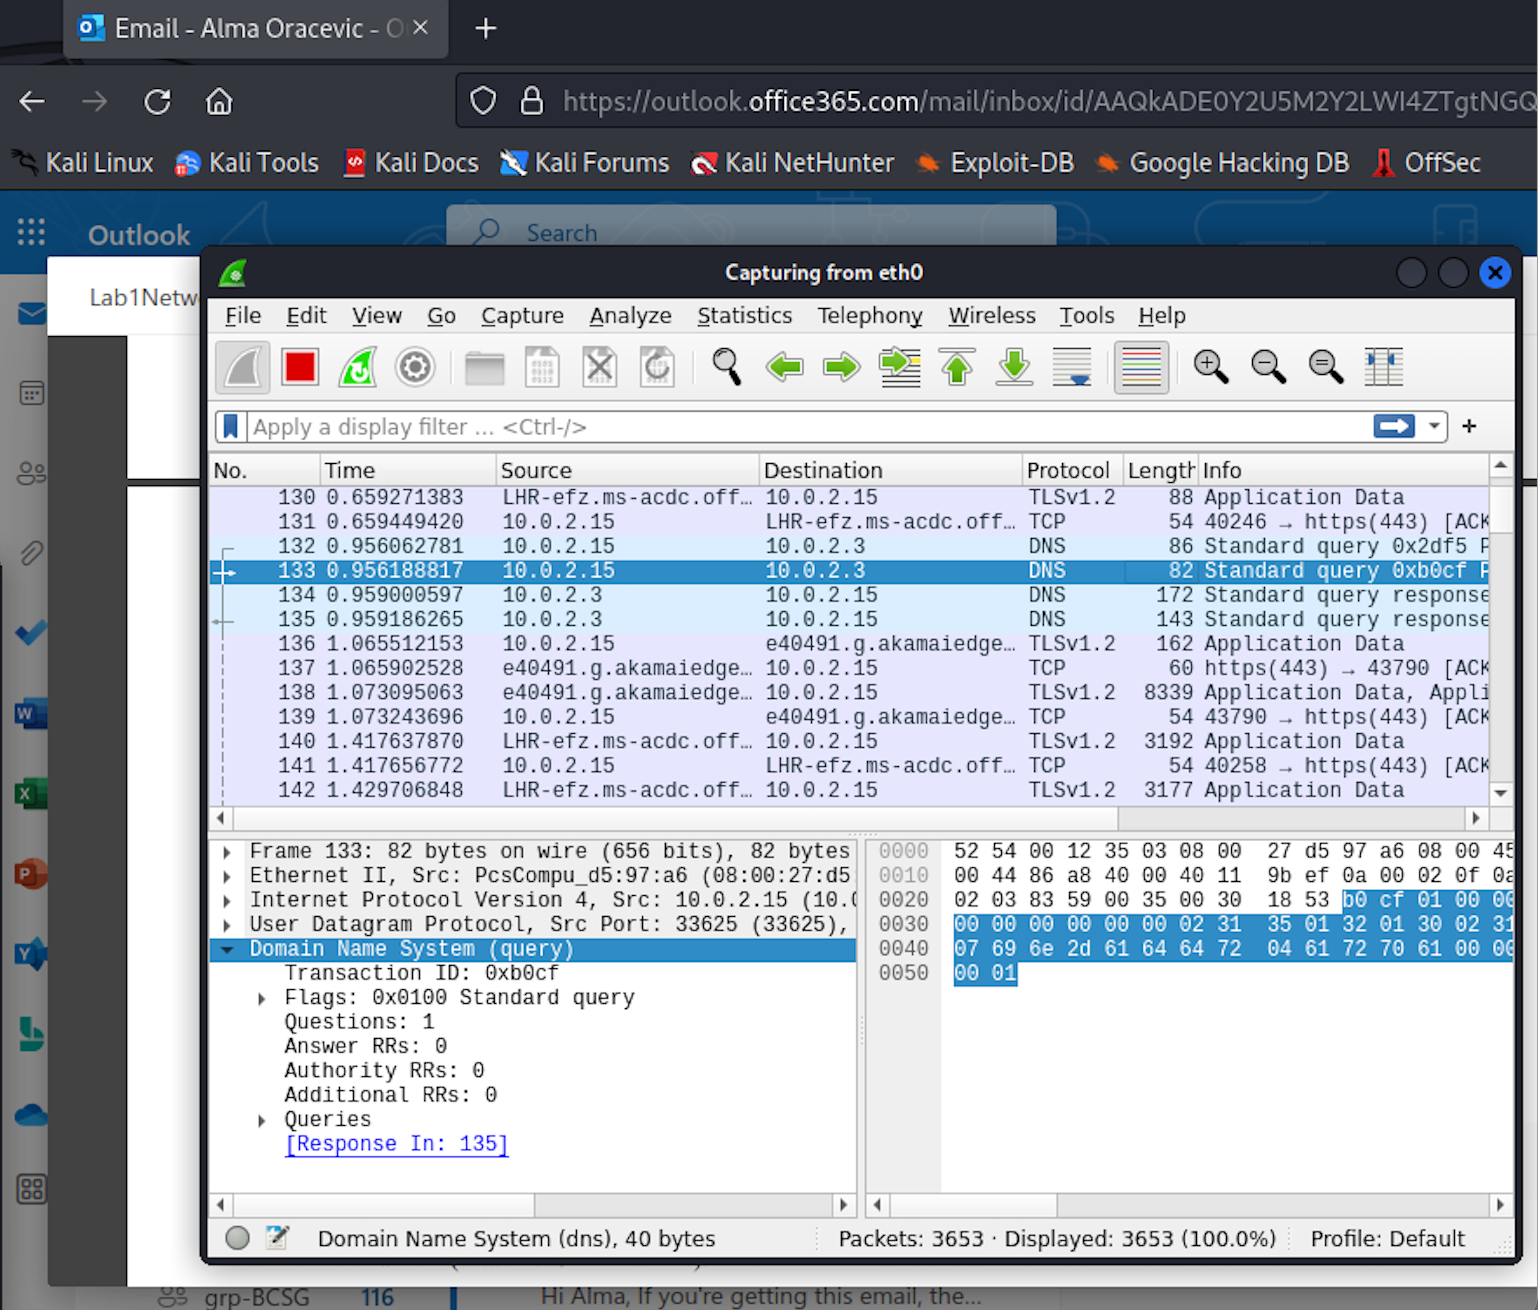 Email - Alma Oracevic - O
https://outlook.office365.com/mail/inbox/id/AAQkADE0Y2U5M2Y2LWI4ZTgtNGQ
Kali Linux Kali Tools Kali Docs Kali Forums Kali NetHunter Exploit-DB Google Hacking DB OffSec
Outlook Search
Capturing from eth0
Lab1Netw
File Edit View Go Capture Analyze Statistics Telephony Wireless Tools Help
Apply a display filter ... <Ctrl-/>
No. Time Source Destination Protocol Length Info
130 0.659271383 LHR-efz.ms-acdc.off… 10.0.2.15 TLSv1.2 88 Application Data
131 0.659449420 10.0.2.15 LHR-efz.ms-acdc.off… TCP 54 40246 → https(443) [ACK
132 0.956062781 10.0.2.15 10.0.2.3 DNS 86 Standard query 0x2df5 P
133 0.956188817 10.0.2.15 10.0.2.3 DNS 82 Standard query 0xb0cf P
134 0.959000597 10.0.2.3 10.0.2.15 DNS 172 Standard query response
135 0.959186265 10.0.2.3 10.0.2.15 DNS 143 Standard query response
136 1.065512153 10.0.2.15 e40491.g.akamaiedge… TLSv1.2 162 Application Data
137 1.065902528 e40491.g.akamaiedge… 10.0.2.15 TCP 60 https(443) → 43790 [ACK
138 1.073095063 e40491.g.akamaiedge… 10.0.2.15 TLSv1.2 8339 Application Data, Appli
139 1.073243696 10.0.2.15 e40491.g.akamaiedge… TCP 54 43790 → https(443) [ACK
140 1.417637870 LHR-efz.ms-acdc.off… 10.0.2.15 TLSv1.2 3192 Application Data
141 1.417656772 10.0.2.15 LHR-efz.ms-acdc.off… TCP 54 40258 → https(443) [ACK
142 1.429706848 LHR-efz.ms-acdc.off… 10.0.2.15 TLSv1.2 3177 Application Data
Frame 133: 82 bytes on wire (656 bits), 82 bytes
Ethernet II, Src: PcsCompu_d5:97:a6 (08:00:27:d5
Internet Protocol Version 4, Src: 10.0.2.15 (10.0
User Datagram Protocol, Src Port: 33625 (33625),
Domain Name System (query)
Transaction ID: 0xb0cf
Flags: 0x0100 Standard query
Questions: 1
Answer RRs: 0
Authority RRs: 0
Additional RRs: 0
Queries
[Response In: 135]
0000 52 54 00 12 35 03 08 00 27 d5 97 a6 08 00 45
0010 00 44 86 a8 40 00 40 11 9b ef 0a 00 02 0f 0a
0020 02 03 83 59 00 35 00 30 18 53 b0 cf 01 00 00
0030 00 00 00 00 00 00 02 31 35 01 32 01 30 02 31
0040 07 69 6e 2d 61 64 64 72 04 61 72 70 61 00 00
0050 00 01
Domain Name System (dns), 40 bytes Packets: 3653 · Displayed: 3653 (100.0%) Profile: Default
grp-BCSG 116 Hi Alma, If you're getting this email, the...